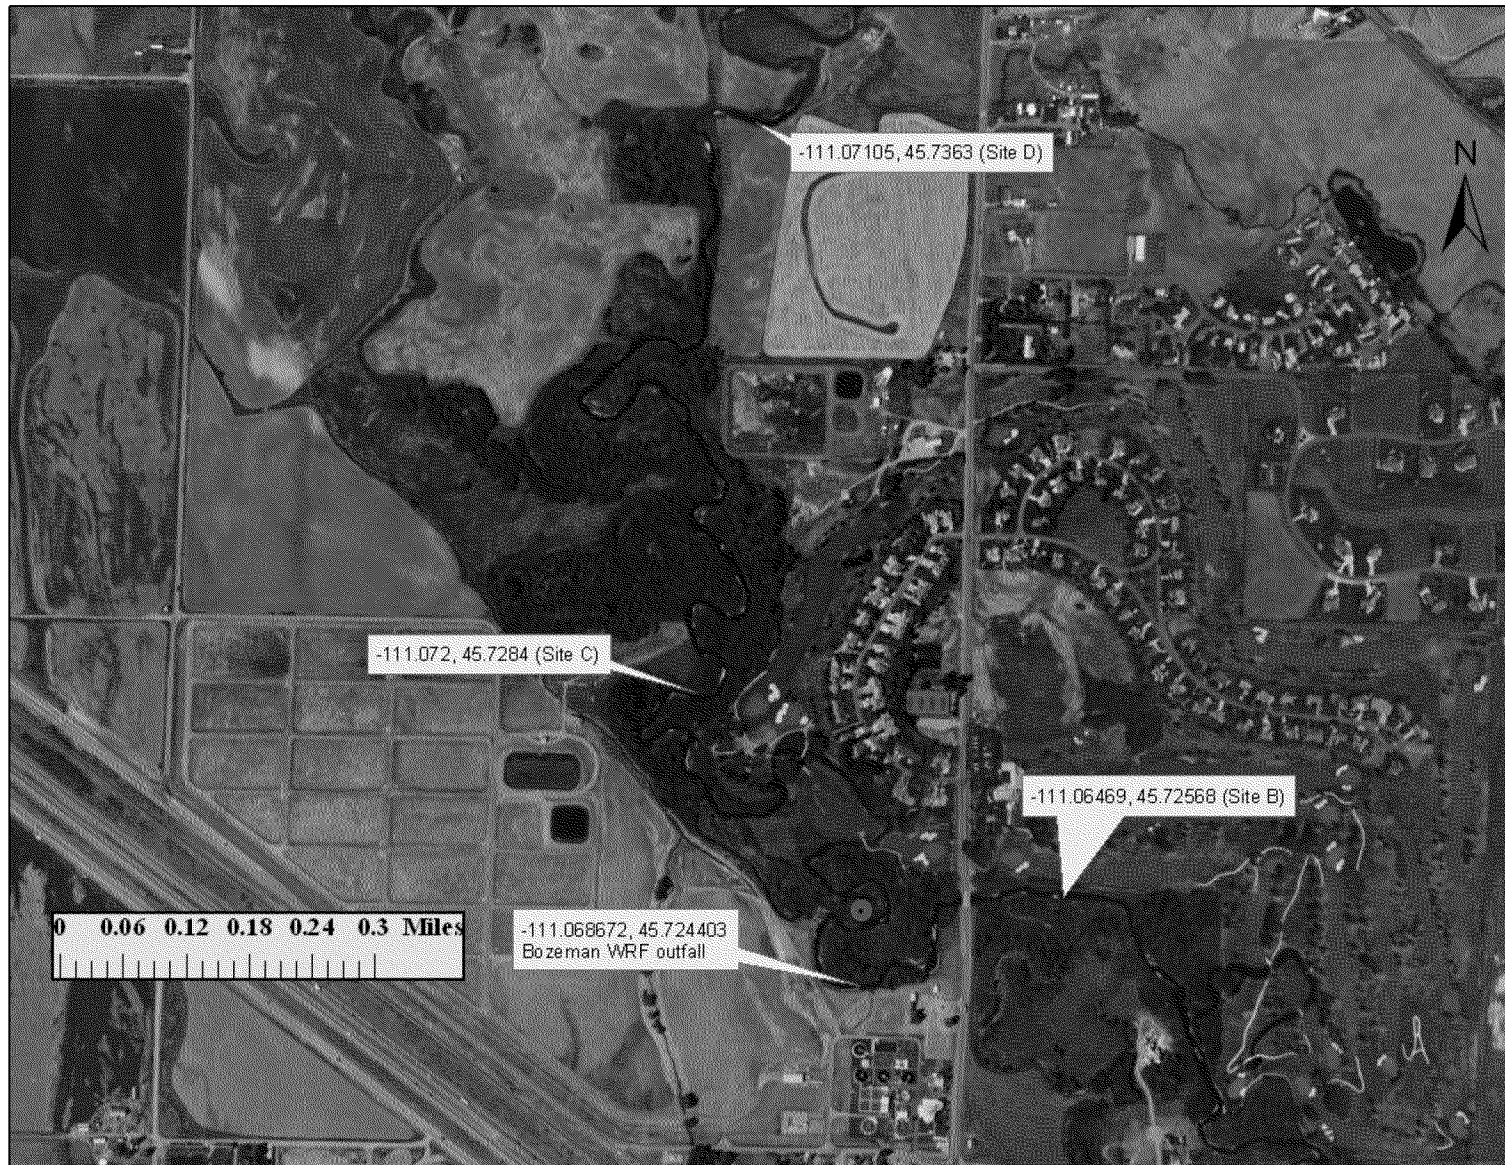 -111.07105, 45.7363 (Site D)
N
-111.072, 45.7284 (Site C)
-111.06469, 45.72568 (Site B)
0 0.06 0.12 0.18 0.24 0.3 Miles
-111.068672, 45.724403
Bozeman WRF outfall